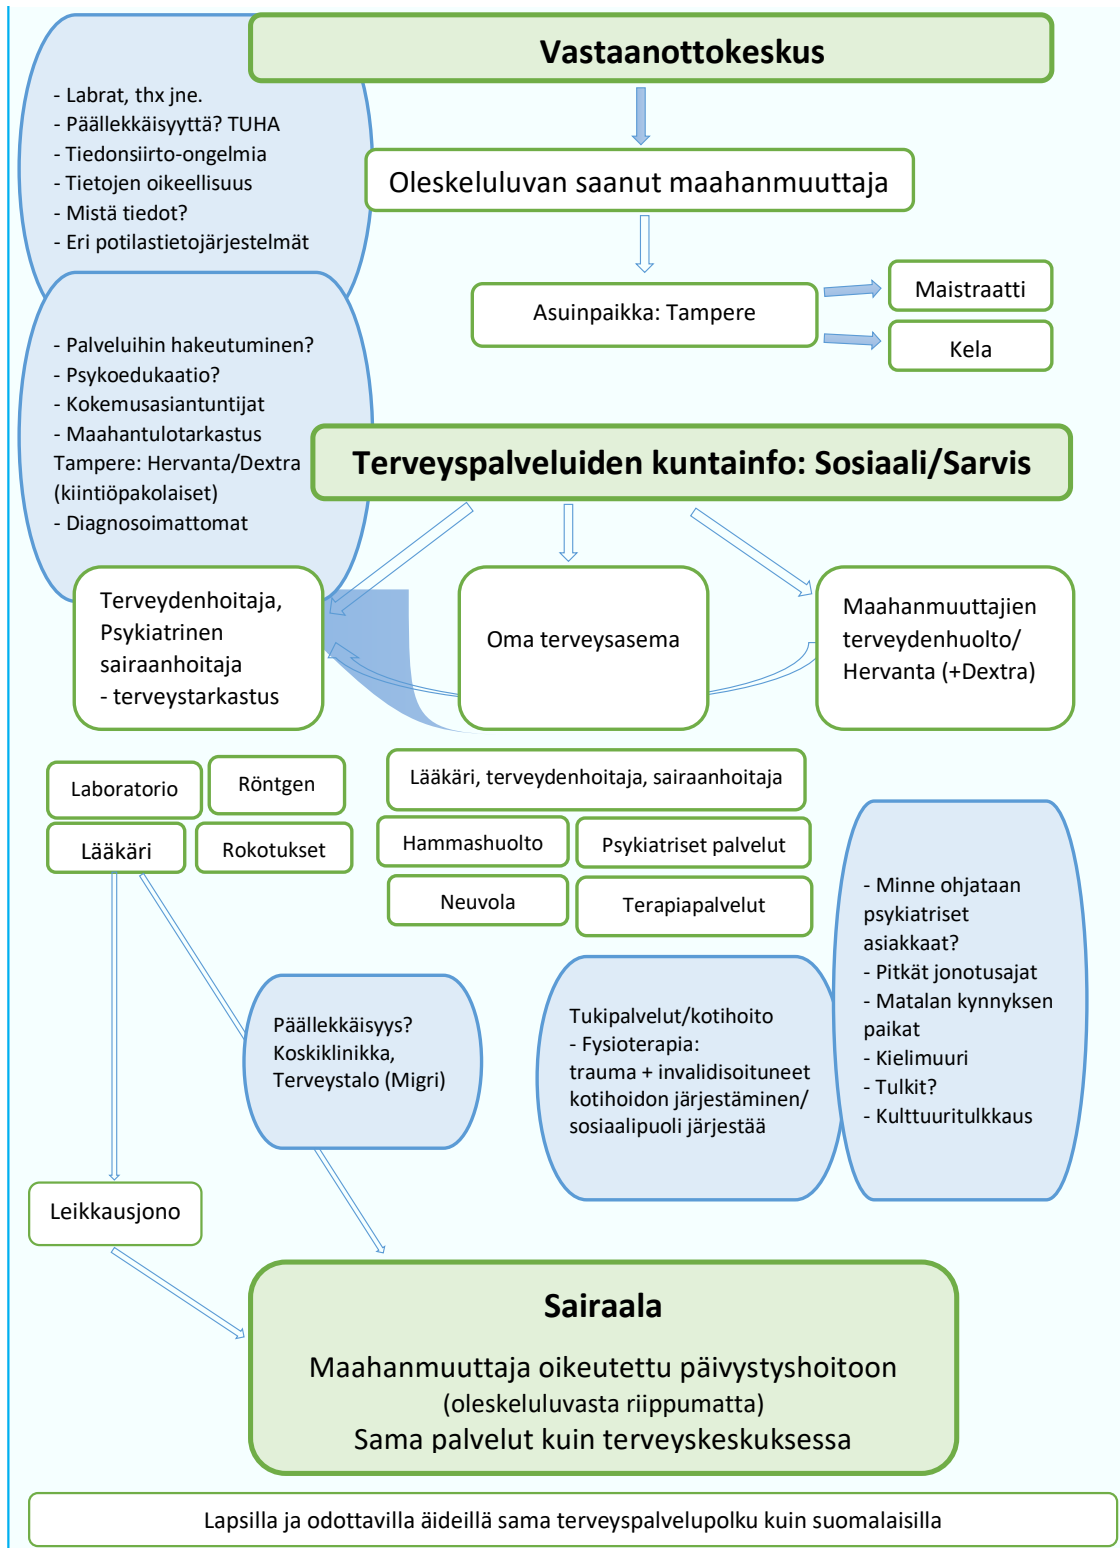 Vastaanottokeskus
- Labrat, thx jne.
- Päällekkäisyyttä? TUHA
- Tiedonsiirto-ongelmia
- Tietojen oikeellisuus
- Mistä tiedot?
- Eri potilastietojärjestelmät
Oleskeluluvan saanut maahanmuuttaja
Asuinpaikka: Tampere
Maistraatti
Kela
- Palveluihin hakeutuminen?
- Psykoedukaatio?
- Kokemusasiantuntijat
- Maahantulotarkastus
Tampere: Hervanta/Dextra
(kiintiöpakolaiset)
- Diagnosoimattomat
Terveyspalveluiden kuntainfo: Sosiaali/Sarvis
Terveydenhoitaja,
Psykiatrinen
sairaanhoitaja
- terveystarkastus
Oma terveysasema
Maahanmuuttajien
terveydenhuolto/
Hervanta (+Dextra)
Laboratorio
Röntgen
Lääkäri
Rokotukset
Lääkäri, terveydenhoitaja, sairaanhoitaja
Hammashuolto
Psykiatriset palvelut
Neuvola
Terapiapalvelut
- Minne ohjataan
psykiatriset
asiakkaat?
- Pitkät jonotusajat
- Matalan kynnyksen
paikat
- Kielimuuri
- Tulkit?
- Kulttuuritulkkaus
Päällekkäisyys?
Koskiklinikka,
Terveystalo (Migri)
Tukipalvelut/kotihoito
- Fysioterapia:
trauma + invalidisoituneet
kotihoidon järjestäminen/
sosiaalipuoli järjestää
Leikkausjono
Sairaala
Maahanmuuttaja oikeutettu päivystyshoitoon
(oleskeluluvasta riippumatta)
Sama palvelut kuin terveyskeskuksessa
Lapsilla ja odottavilla äideillä sama terveyspalvelupolku kuin suomalaisilla